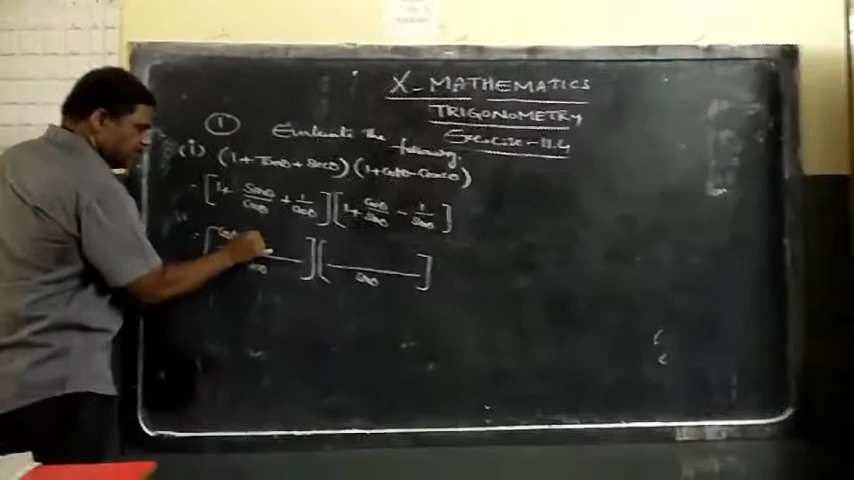 X - MATHEMATICS
TRIGONOMETRY
Exercise - 11.4
① Evaluate the following.
(i) (1 + Tanθ + Secθ) (1 + Cotθ - Cosecθ)
[1 + Sinθ/Cosθ + 1/Cosθ] [1 + Cosθ/Sinθ - 1/Sinθ]
[ Cosθ ] [ Sinθ ]